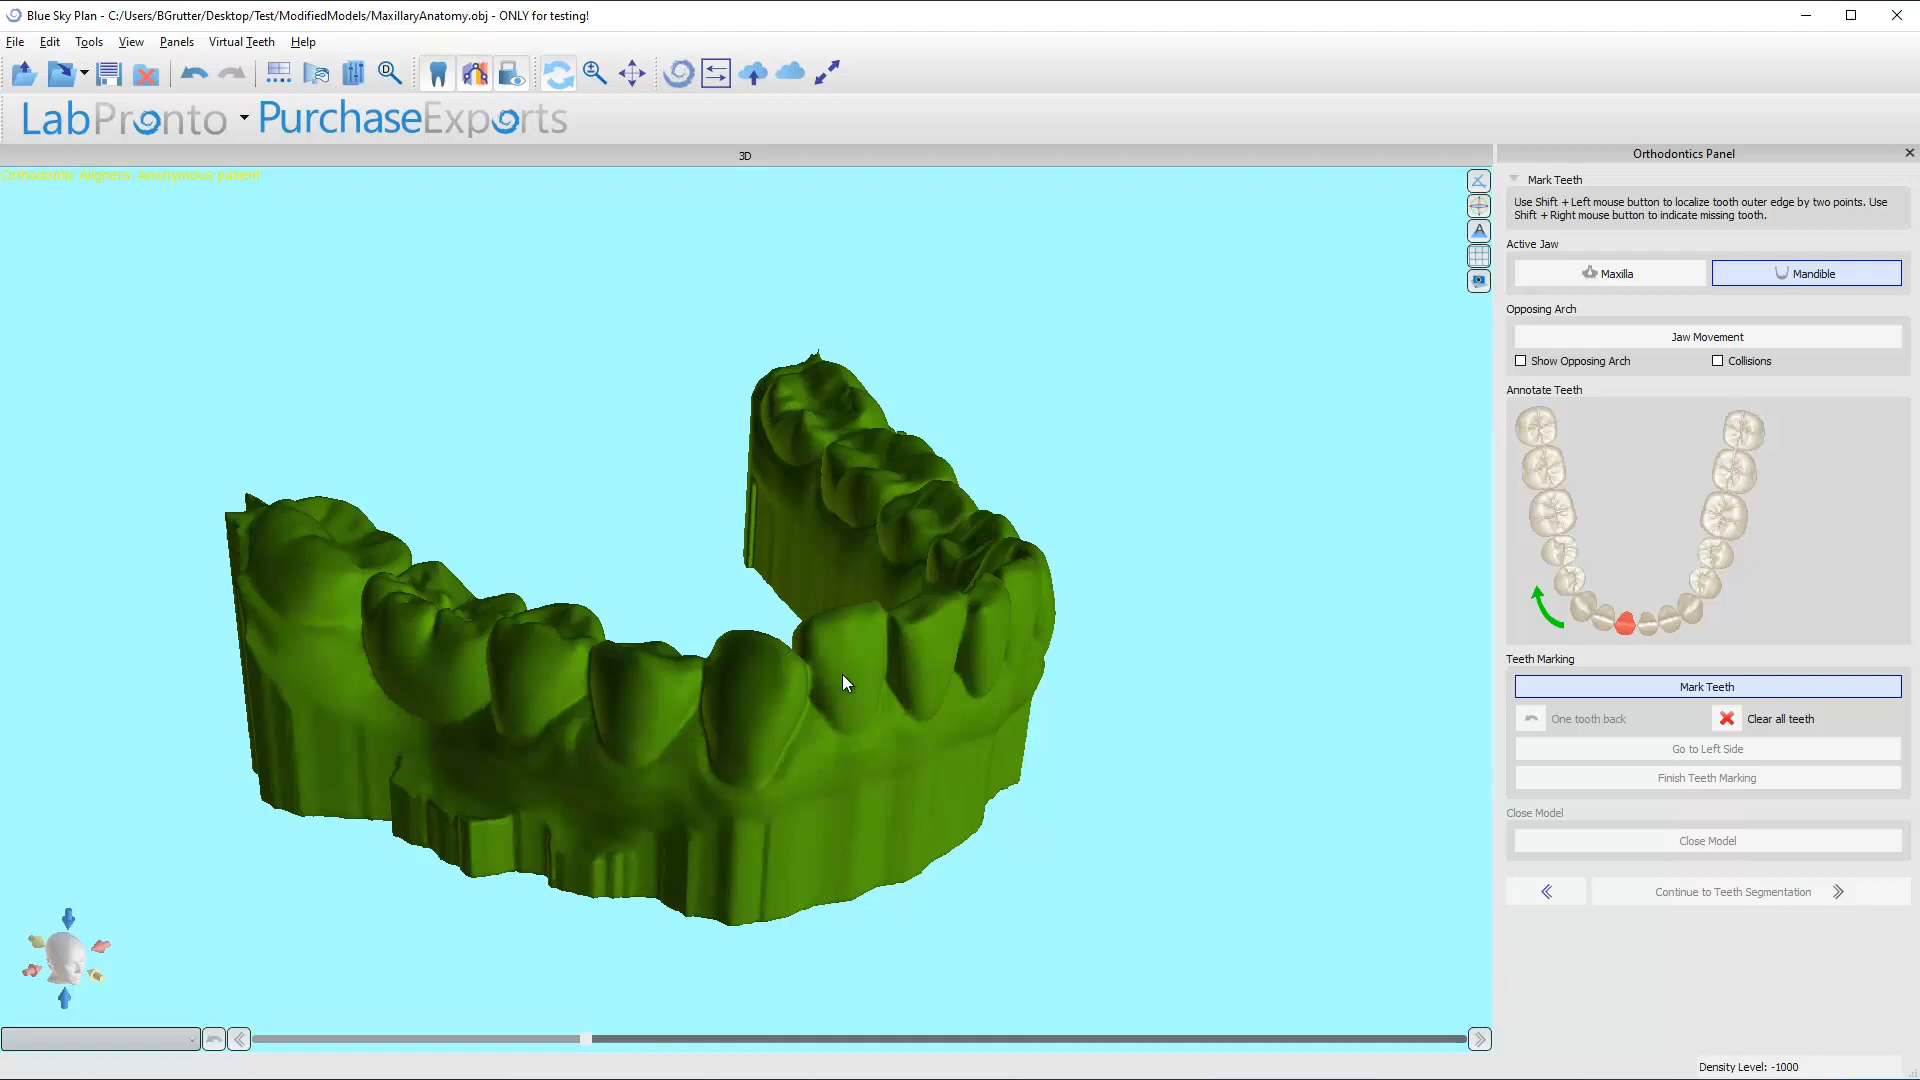 Blue Sky Plan - C:/Users/BGrutter/Desktop/Test/ModifiedModels/MaxillaryAnatomy.obj - ONLY for testing!
File Edit Tools View Panels Virtual Teeth Help
LabPronto PurchaseExports
3D
Orthodontic Aligners: Anonymous patient
Orthodontics Panel
Mark Teeth
Use Shift + Left mouse button to localize tooth outer edge by two points. Use
Shift + Right mouse button to indicate missing tooth.
Active Jaw
Maxilla Mandible
Opposing Arch
Jaw Movement
Show Opposing Arch Collisions
Annotate Teeth
Teeth Marking
Mark Teeth
One tooth back Clear all teeth
Go to Left Side
Finish Teeth Marking
Close Model
Close Model
Continue to Teeth Segmentation
Density Level: -1000